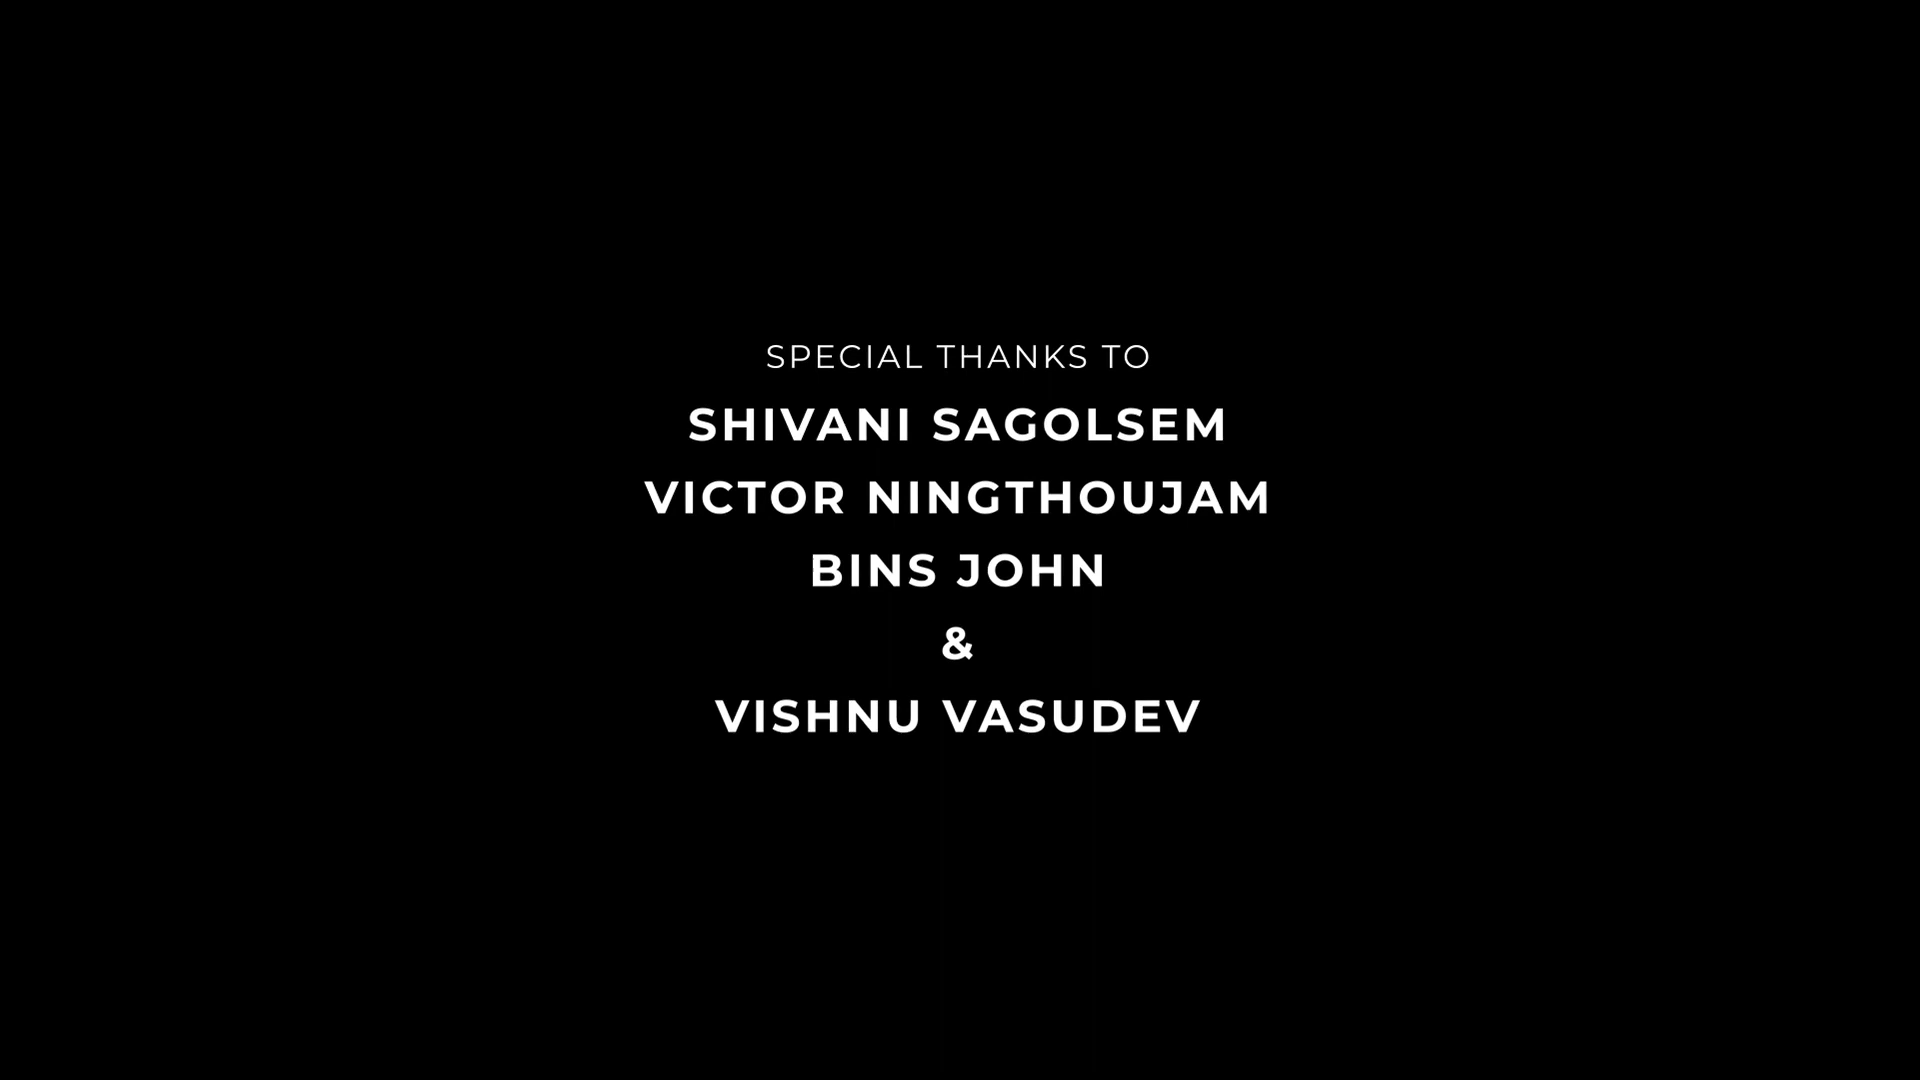 SPECIAL THANKS TO
SHIVANI SAGOLSEM
VICTOR NINGTHOUJAM
BINS JOHN
&
VISHNU VASUDEV